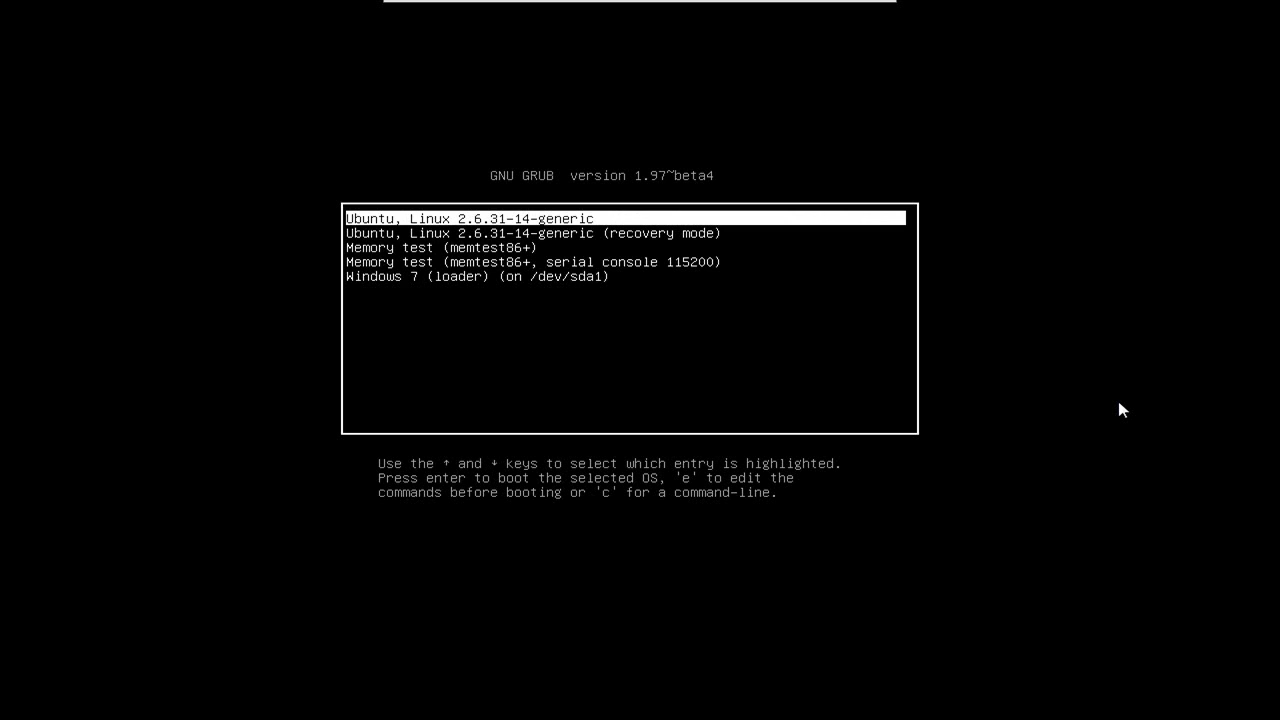 GNU GRUB  version 1.97~beta4
Ubuntu, Linux 2.6.31-14-generic
Ubuntu, Linux 2.6.31-14-generic (recovery mode)
Memory test (memtest86+)
Memory test (memtest86+, serial console 115200)
Windows 7 (loader) (on /dev/sda1)
Use the ↑ and ↓ keys to select which entry is highlighted.
Press enter to boot the selected OS, 'e' to edit the
commands before booting or 'c' for a command-line.